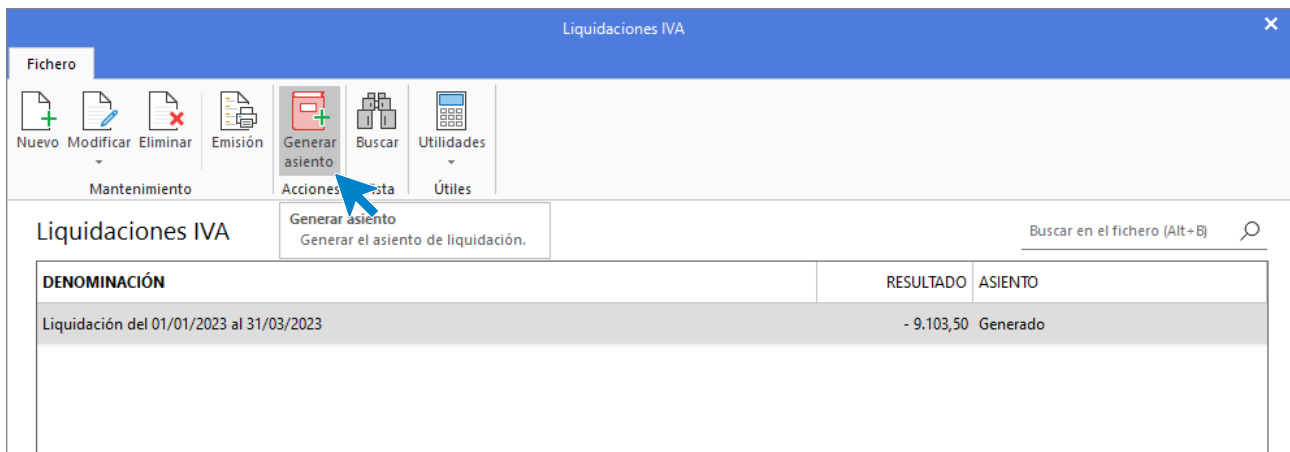 Liquidaciones IVA
Fichero
Nuevo Modificar Eliminar Emisión Generar asiento Buscar Utilidades
Mantenimiento Acciones Útiles
Generar asiento
Generar el asiento de liquidación.
Liquidaciones IVA
Buscar en el fichero (Alt+B)
DENOMINACIÓN RESULTADO ASIENTO
Liquidación del 01/01/2023 al 31/03/2023 - 9.103,50 Generado